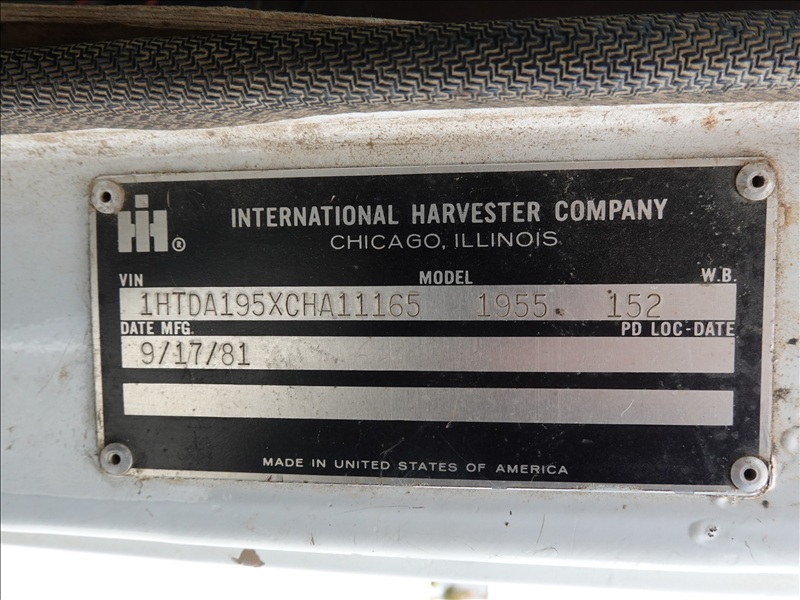 IH ®
INTERNATIONAL HARVESTER COMPANY
CHICAGO, ILLINOIS
VIN MODEL W.B.
1HTDA195XCHA11165 1955 152
DATE MFG. PD LOC-DATE
9/17/81
MADE IN UNITED STATES OF AMERICA